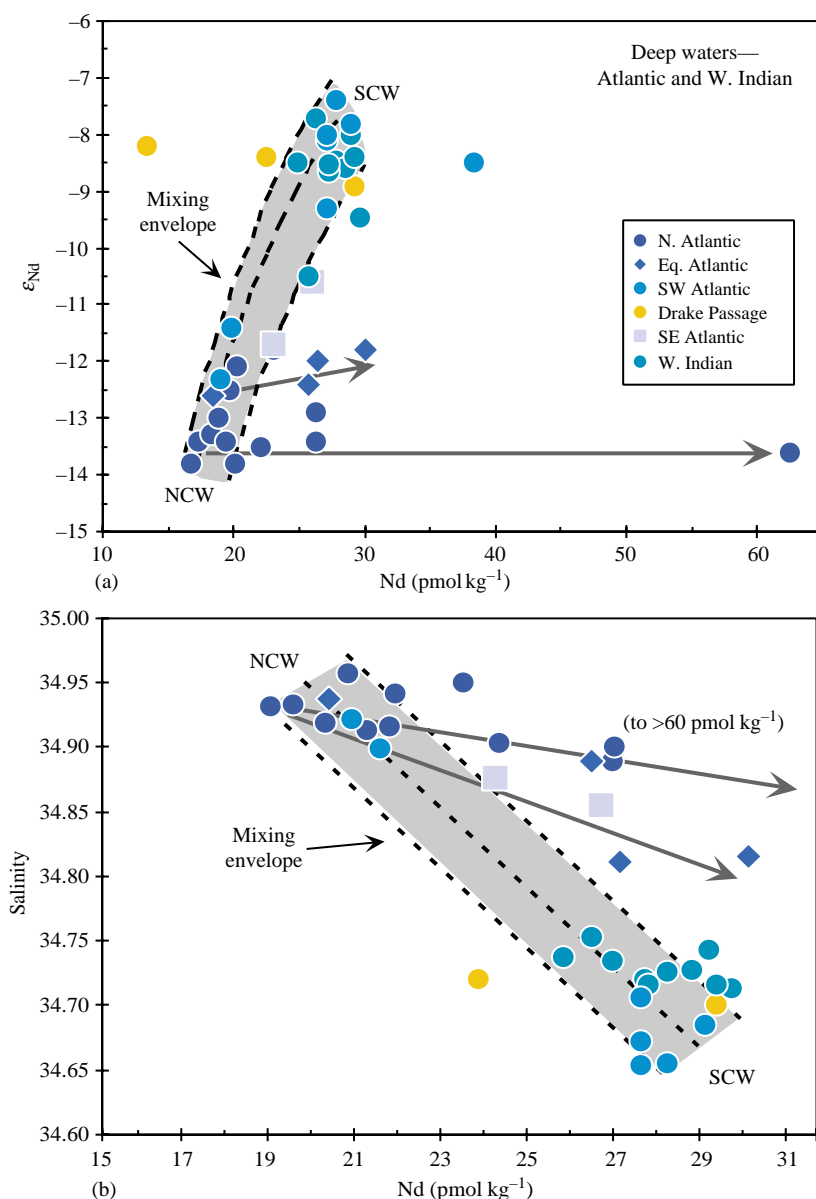 −6
−7
−8
−9
−10
−11
−12
−13
−14
−15
εNd
Deep waters—
Atlantic and W. Indian
SCW
Mixing
envelope
N. Atlantic
Eq. Atlantic
SW Atlantic
Drake Passage
SE Atlantic
W. Indian
NCW
10 20 30 40 50 60
(a)
Nd (pmol kg⁻¹)
35.00
34.95
34.90
34.85
34.80
34.75
34.70
34.65
34.60
Salinity
NCW
(to >60 pmol kg⁻¹)
Mixing
envelope
SCW
15 17 19 21 23 25 27 29 31
(b)
Nd (pmol kg⁻¹)